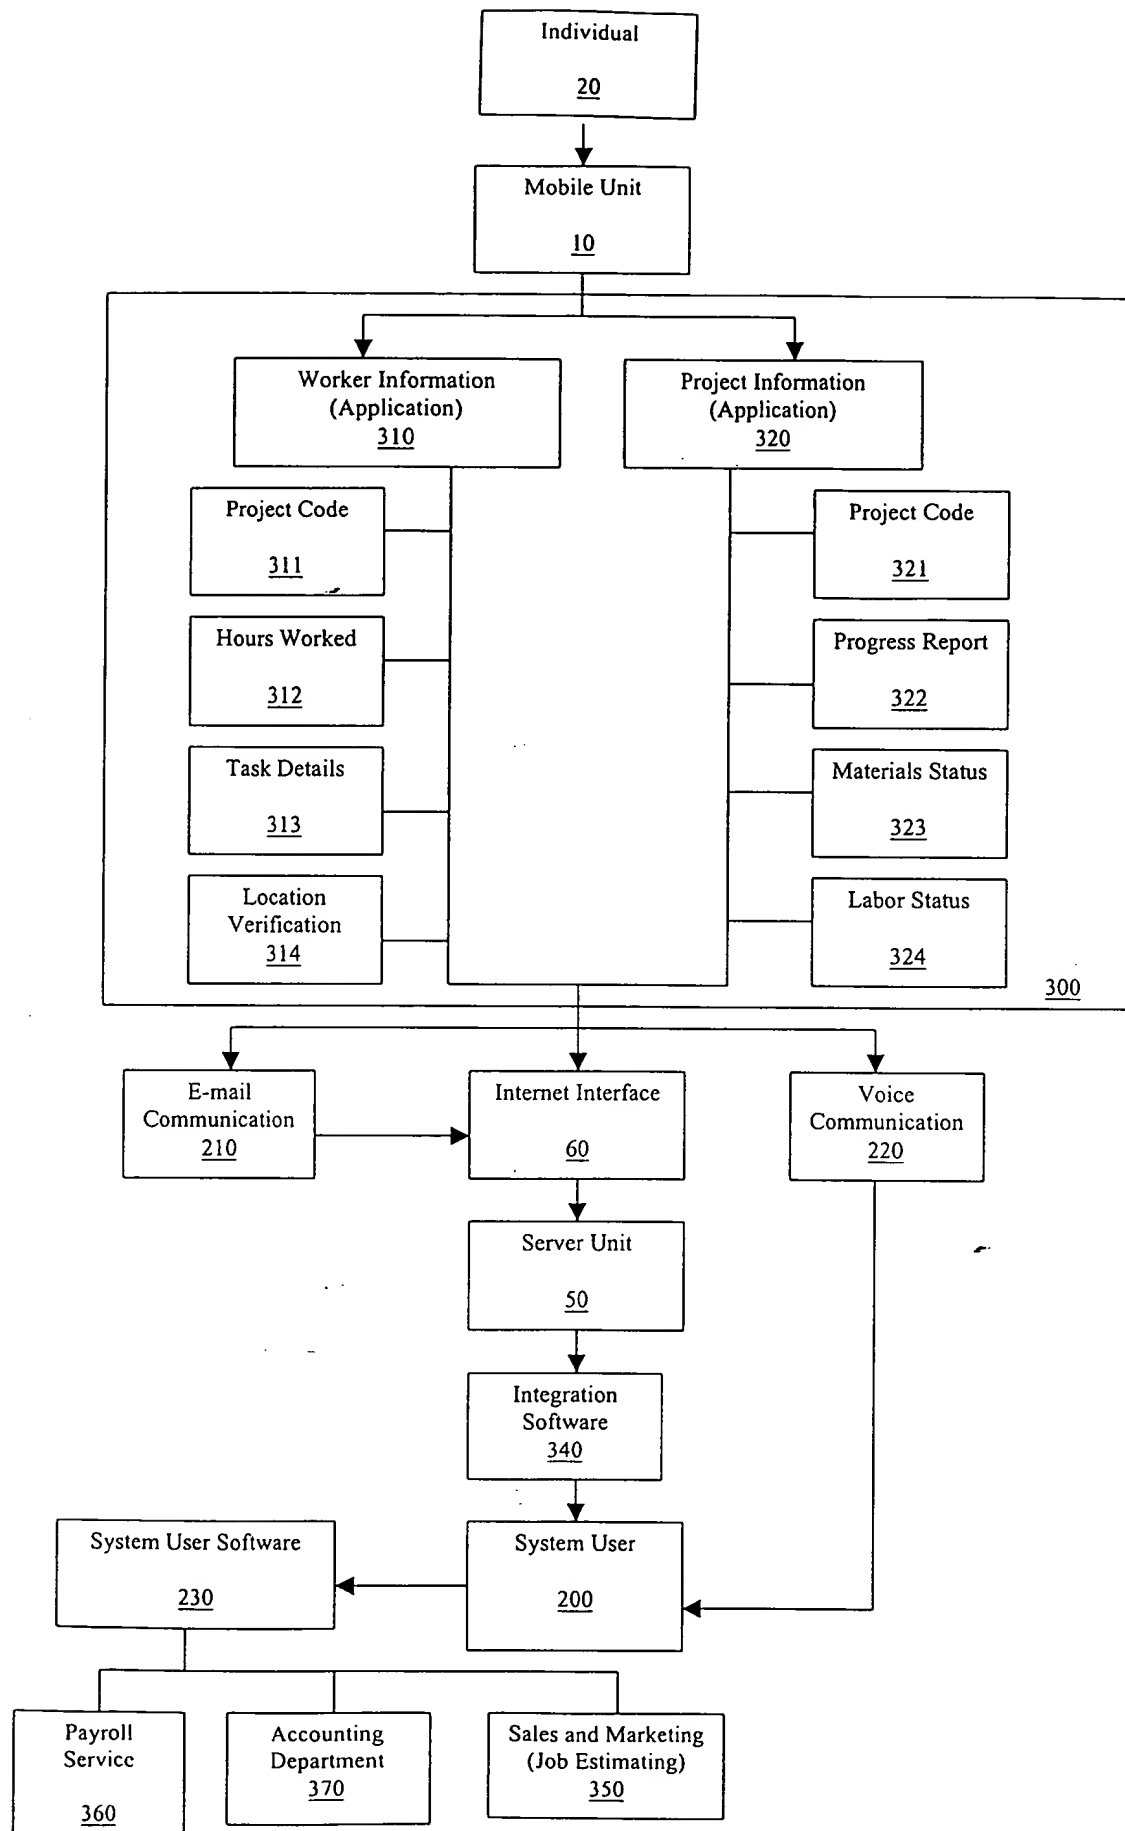 Individual
20
Mobile Unit
10
Worker Information
(Application)
310
Project Information
(Application)
320
Project Code
311
Project Code
321
Hours Worked
312
Progress Report
322
Task Details
313
Materials Status
323
Location
Verification
314
Labor Status
324
300
E-mail
Communication
210
Internet Interface
60
Voice
Communication
220
Server Unit
50
Integration
Software
340
System User Software
230
System User
200
Payroll
Service
360
Accounting
Department
370
Sales and Marketing
(Job Estimating)
350